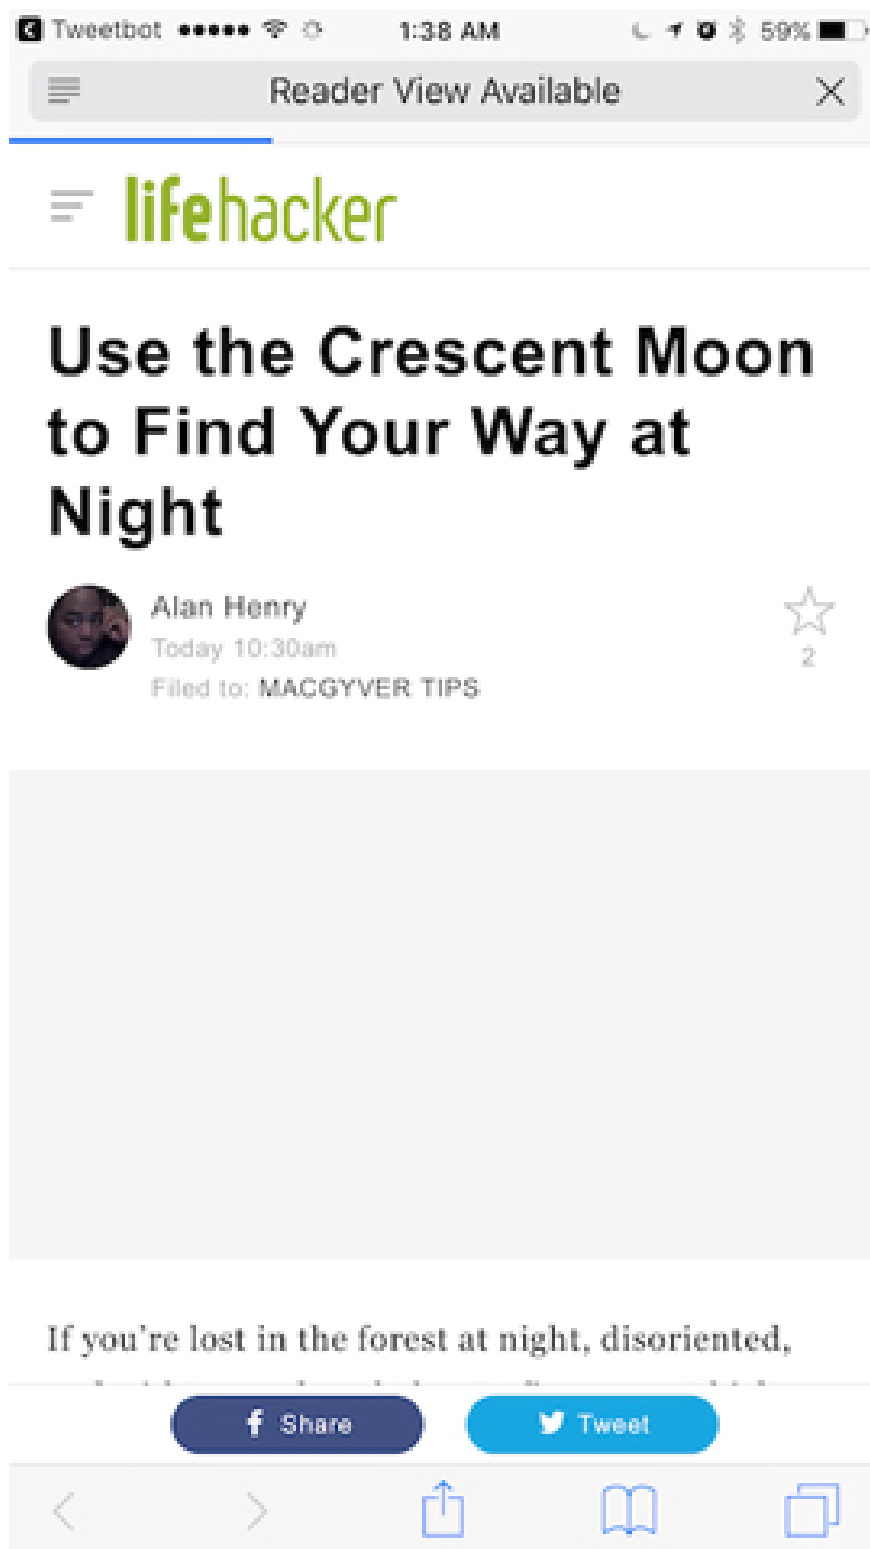 Tweetbot 1:38 AM 59%
Reader View Available
lifehacker
Use the Crescent Moon
to Find Your Way at
Night
Alan Henry
Today 10:30am
2
Filed to: MACGYVER TIPS
If you're lost in the forest at night, disoriented,
Share Tweet